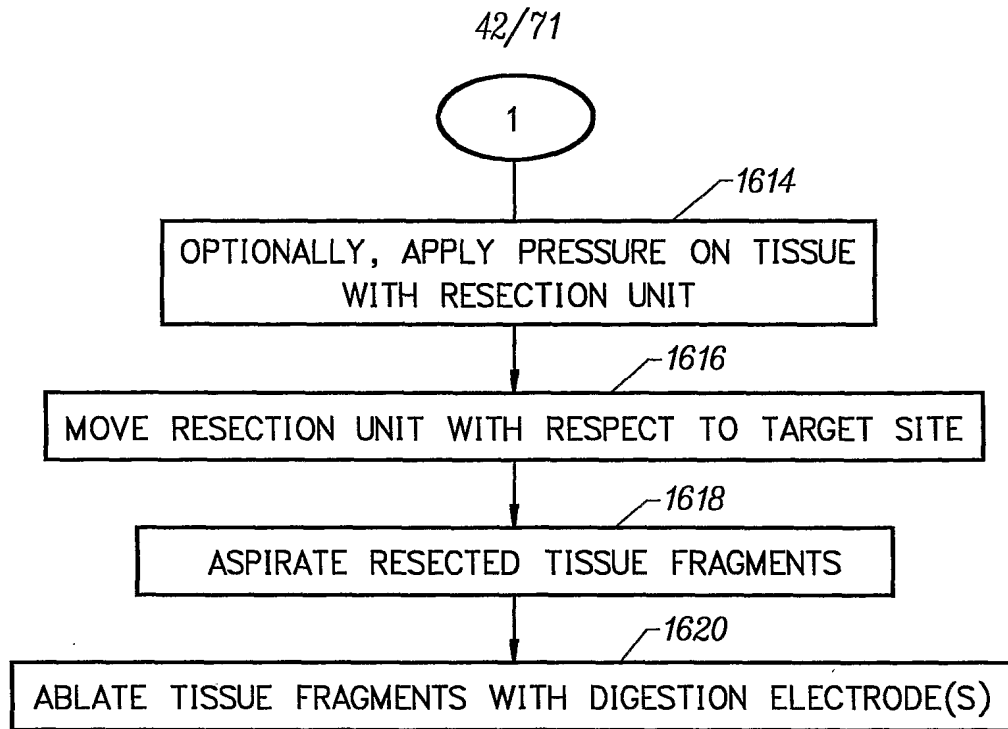 42/71
1
1614
OPTIONALLY, APPLY PRESSURE ON TISSUE
WITH RESECTION UNIT
1616
MOVE RESECTION UNIT WITH RESPECT TO TARGET SITE
1618
ASPIRATE RESECTED TISSUE FRAGMENTS
1620
ABLATE TISSUE FRAGMENTS WITH DIGESTION ELECTRODE(S)